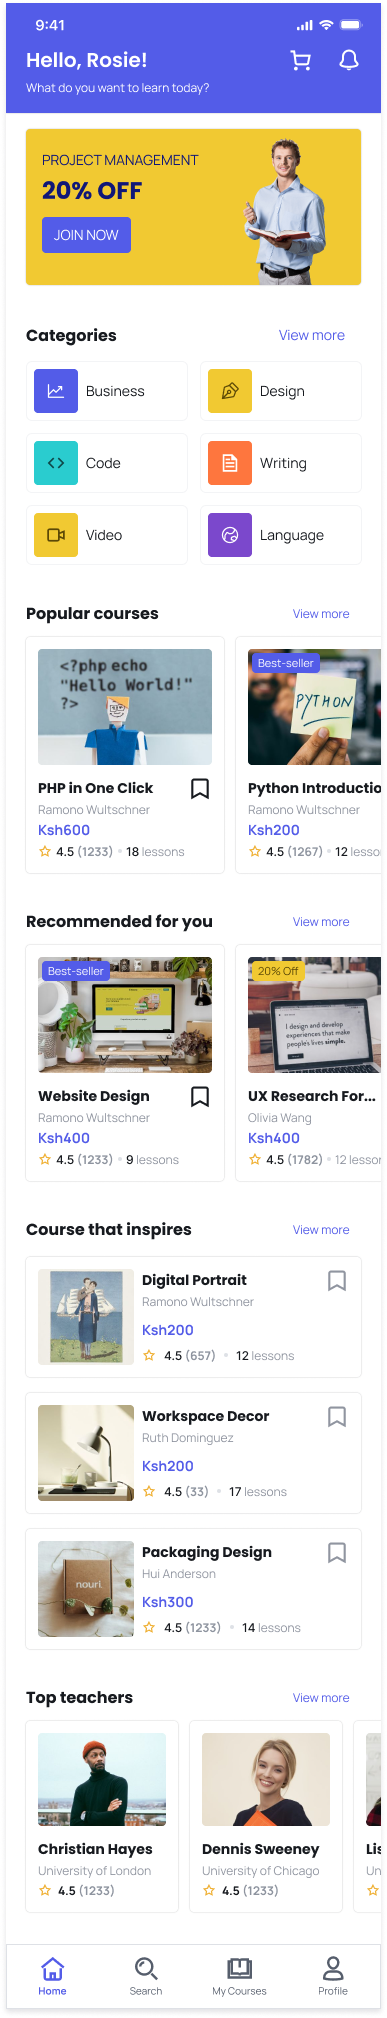 9:41
Hello, Rosie!
What do you want to learn today?
PROJECT MANAGEMENT
20% OFF
JOIN NOW
Categories View more
Business Design
Code Writing
Video Language
Popular courses View more
<?php echo
"Hello World!"
?>
Best-seller
PYTHON
PHP in One Click Python Introductio
Ramono Wultschner Ramono Wultschner
Ksh600 Ksh200
4.5 (1233) • 18 lessons 4.5 (1267) • 12 lesso
Recommended for you View more
Best-seller 20% Off
I design and develop
experiences that make
people's lives simple.
Website Design UX Research For...
Ramono Wultschner Olivia Wang
Ksh400 Ksh400
4.5 (1233) • 9 lessons 4.5 (1782) • 12 lessor
Course that inspires View more
Digital Portrait
Ramono Wultschner
Ksh200
4.5 (657) • 12 lessons
Workspace Decor
Ruth Dominguez
Ksh200
4.5 (33) • 17 lessons
nouri.
Packaging Design
Hui Anderson
Ksh300
4.5 (1233) • 14 lessons
Top teachers View more
Christian Hayes Dennis Sweeney Lis
University of London University of Chicago Un
4.5 (1233) 4.5 (1233)
Home Search My Courses Profile